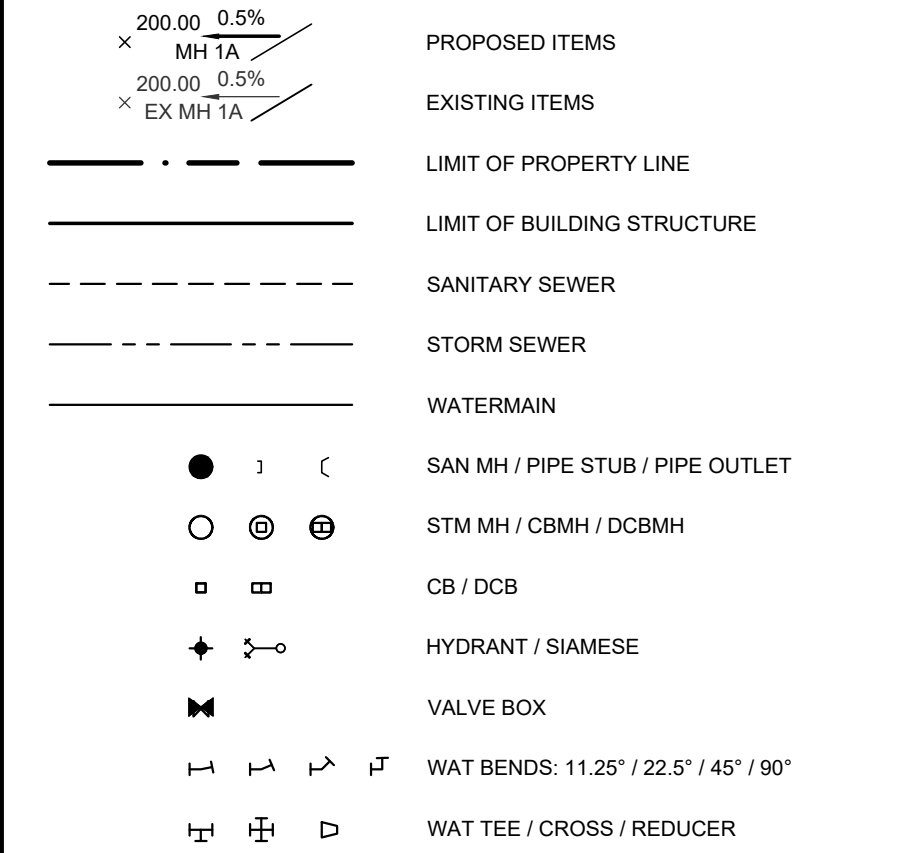 200.00 0.5%
MH 1A
PROPOSED ITEMS
200.00 0.5%
EX MH 1A
EXISTING ITEMS
LIMIT OF PROPERTY LINE
LIMIT OF BUILDING STRUCTURE
SANITARY SEWER
STORM SEWER
WATERMAIN
SAN MH / PIPE STUB / PIPE OUTLET
STM MH / CBMH / DCBMH
CB / DCB
HYDRANT / SIAMESE
VALVE BOX
WAT BENDS: 11.25° / 22.5° / 45° / 90°
WAT TEE / CROSS / REDUCER